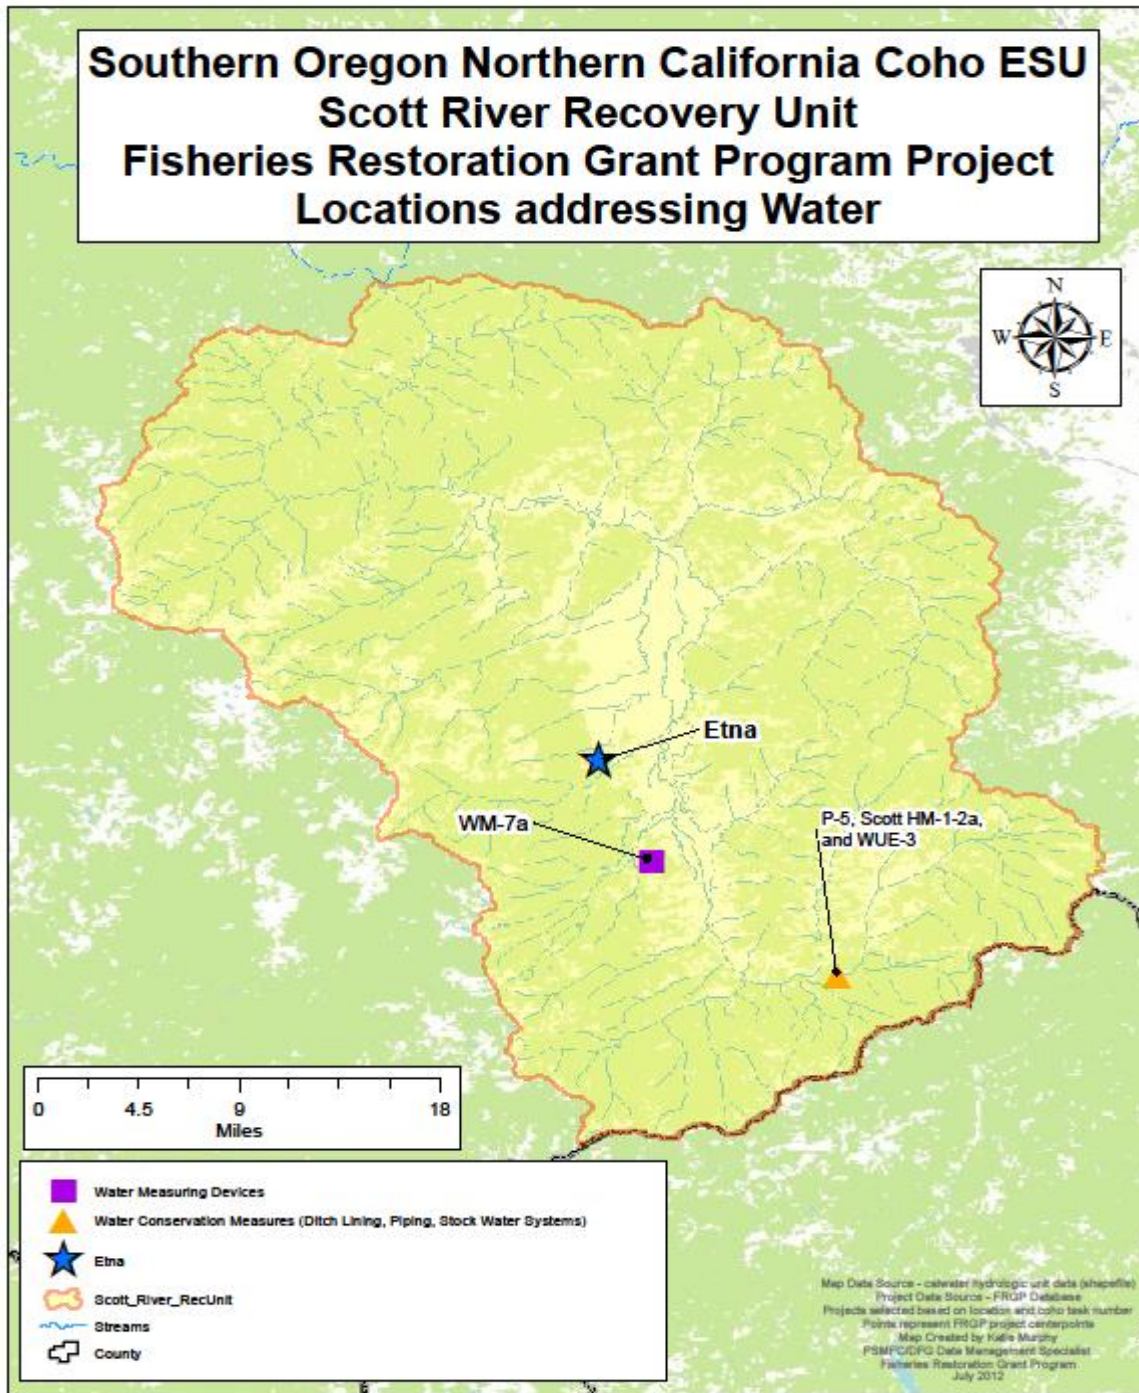 Southern Oregon Northern California Coho ESU
Scott River Recovery Unit
Fisheries Restoration Grant Program Project
Locations addressing Water
N
W E
S
Etna
WM-7a
P-5, Scott HM-1-2a,
and WUE-3
0 4.5 9 18
Miles
Water Measuring Devices
Water Conservation Measures (Ditch Lining, Piping, Stock Water Systems)
Etna
Scott_River_RecUnit
Streams
County
Map Data Source - calwater hydrologic unit data (shapefile)
Project Data Source - FRGP Database
Projects selected based on location and coho task number
Points represent FRGP project centerpoints
Map Created by Katie Murphy
PSMFC/DFG Data Management Specialist
Fisheries Restoration Grant Program
July 2012